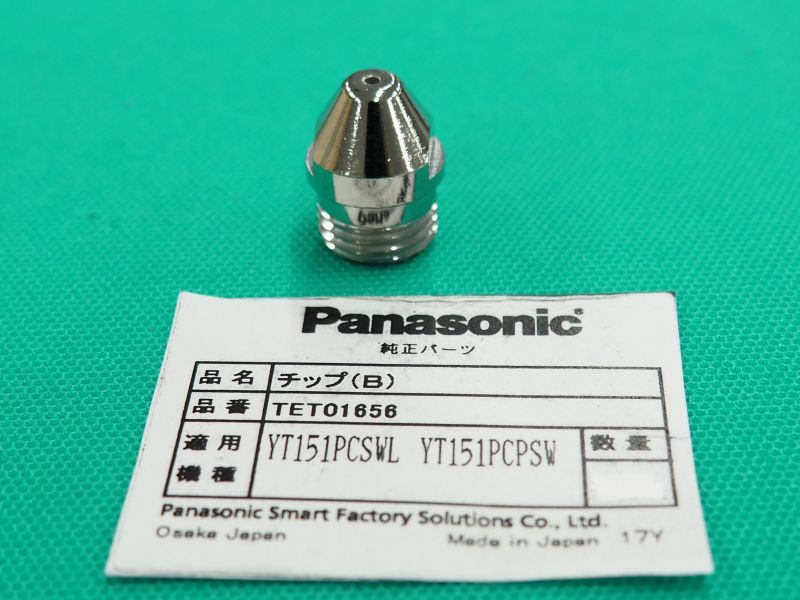 Panasonic
純正パーツ
品名 チップ(B)
品番 TET01656
適用機種 YT151PCSWL YT151PCPSW 数量
Panasonic Smart Factory Solutions Co., Ltd.
Osaka Japan Made in Japan 17Y